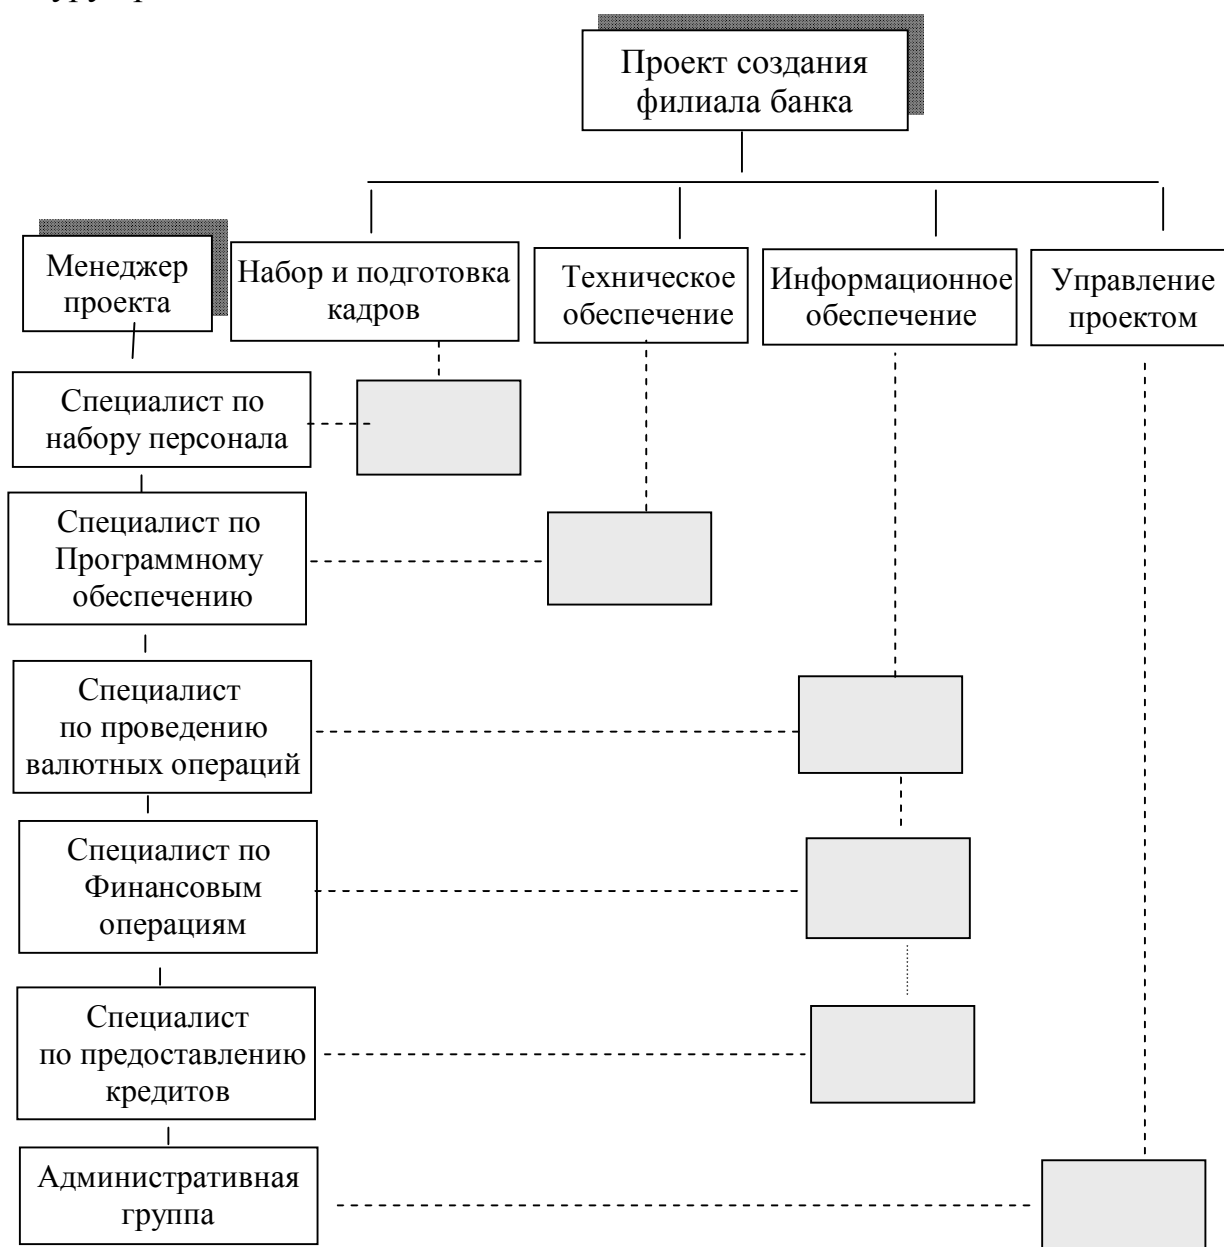 Проект создания
филиала банка
Менеджер
проекта
Набор и подготовка
кадров
Техническое
обеспечение
Информационное
обеспечение
Управление
проектом
Специалист по
набору персонала
Специалист по
Программному
обеспечению
Специалист
по проведению
валютных операций
Специалист по
Финансовым
операциям
Специалист
по предоставлению
кредитов
Административная
группа